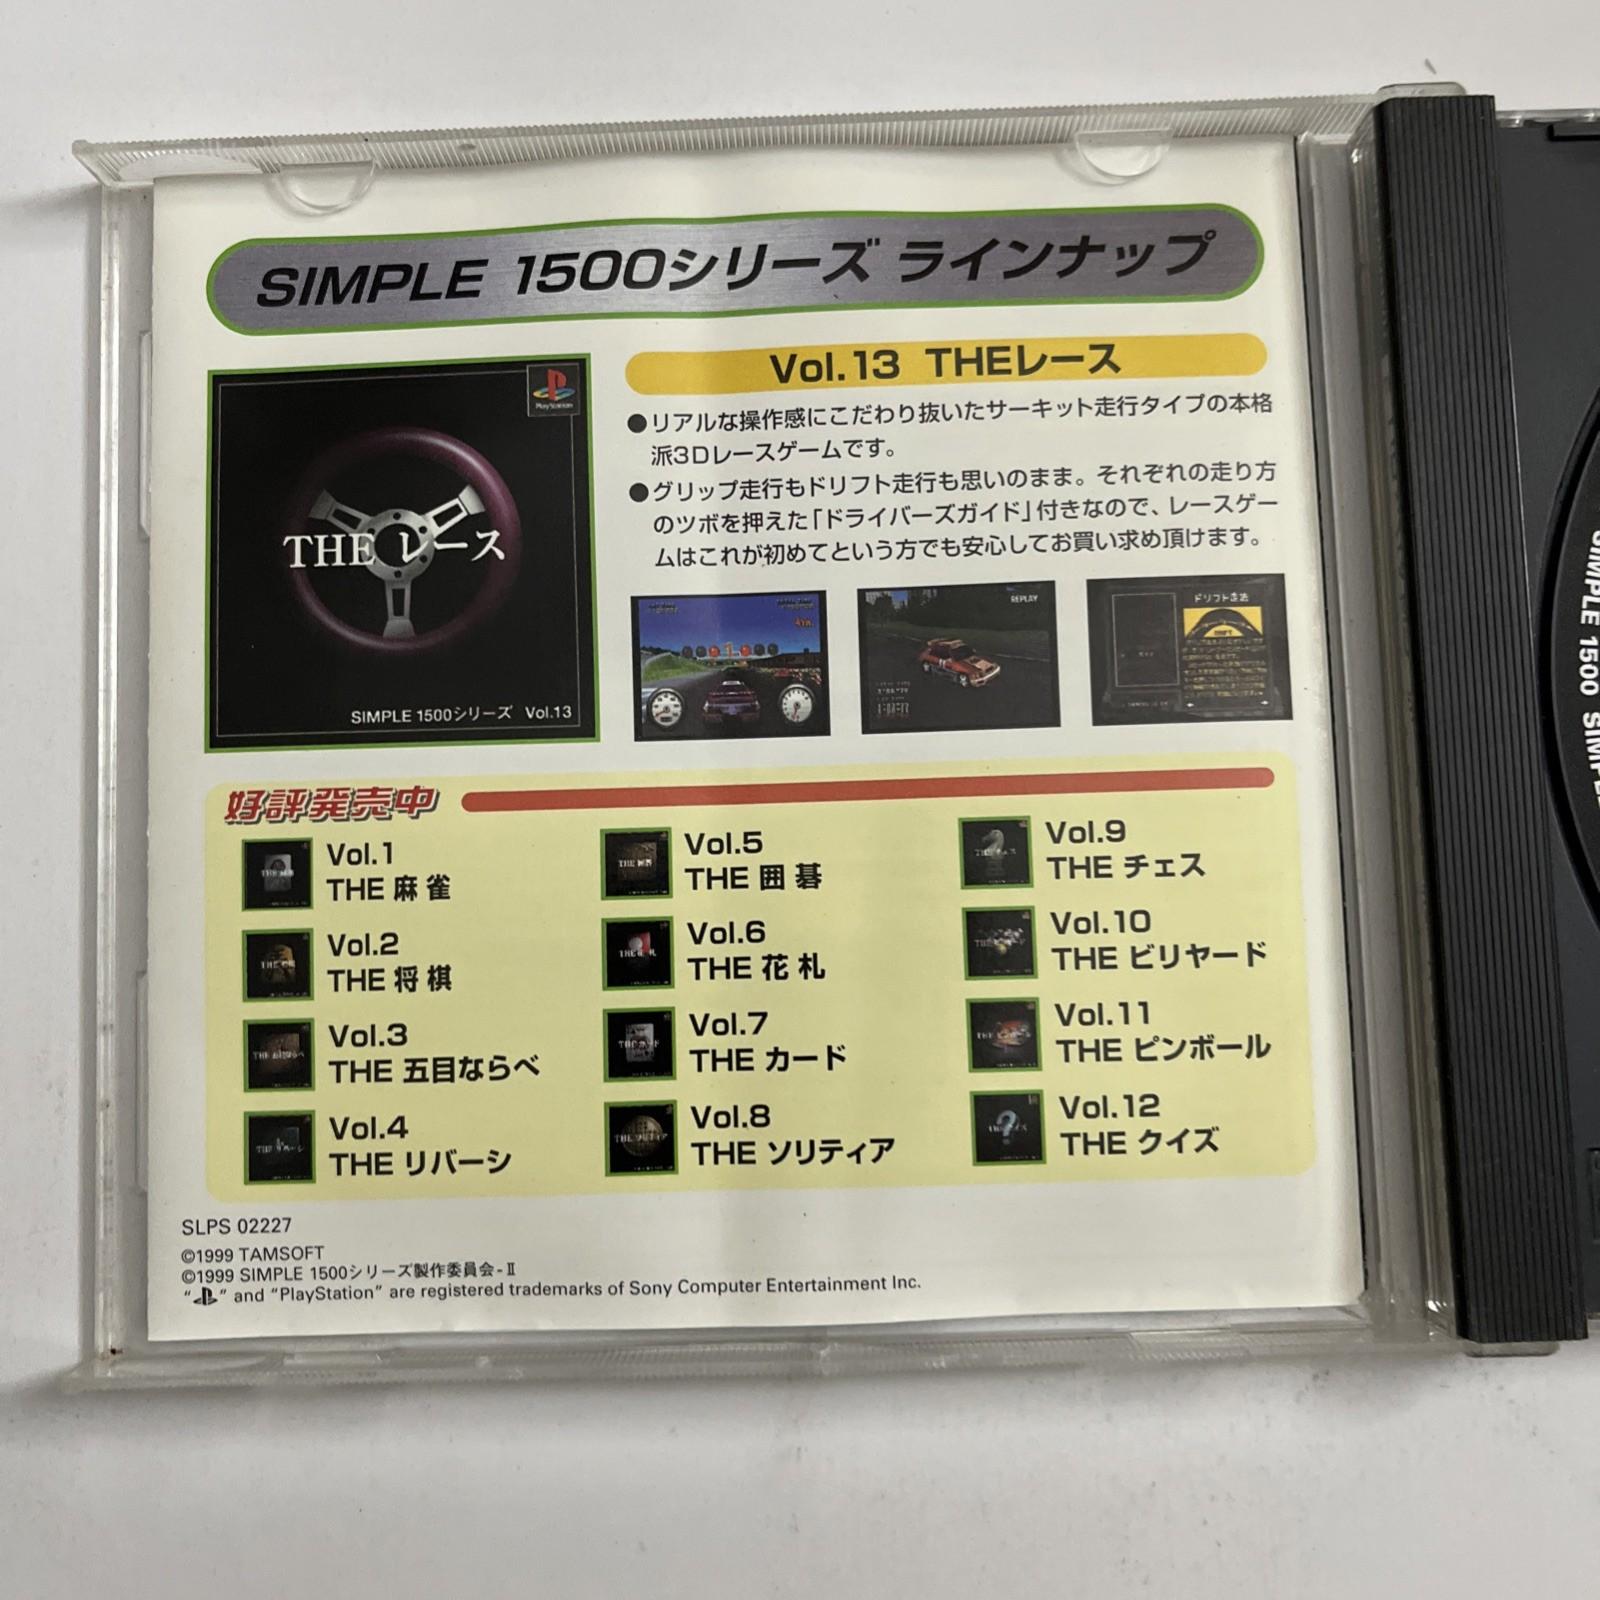 SIMPLE 1500シリーズ ラインナップ
PlayStation
THE レース
SIMPLE 1500シリーズ Vol.13
Vol.13 THEレース
●リアルな操作感にこだわり抜いたサーキット走行タイプの本格
派3Dレースゲームです。
●グリップ走行もドリフト走行も思いのまま。それぞれの走り方
のツボを押えた「ドライバーズガイド」付きなので、レースゲー
ムはこれが初めてという方でも安心してお買い求め頂けます。
REPLAY
ドリフト走法
好評発売中
Vol.1
THE 麻雀
Vol.2
THE 将棋
Vol.3
THE 五目ならべ
Vol.4
THE リバーシ
Vol.5
THE 囲碁
Vol.6
THE 花札
Vol.7
THE カード
Vol.8
THE ソリティア
Vol.9
THE チェス
Vol.10
THE ビリヤード
Vol.11
THE ピンボール
Vol.12
THE クイズ
SLPS 02227
©1999 TAMSOFT
©1999 SIMPLE 1500シリーズ製作委員会-Ⅱ
“ ” and “PlayStation” are registered trademarks of Sony Computer Entertainment Inc.
SIMPLE 1500